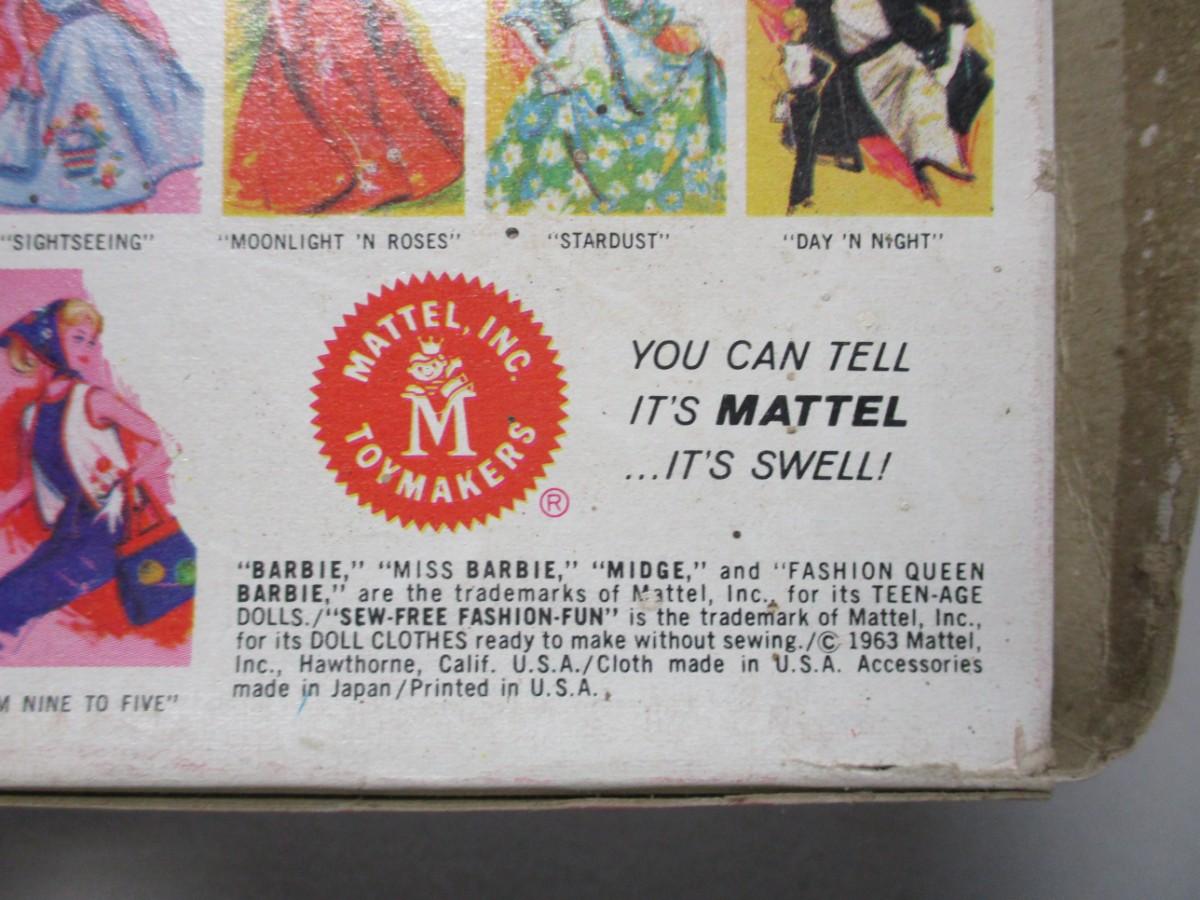 "SIGHTSEEING" "MOONLIGHT 'N ROSES" "STARDUST" "DAY 'N NIGHT"
MATTEL, INC.
M
TOYMAKERS
®
YOU CAN TELL
IT'S MATTEL
...IT'S SWELL!
"BARBIE," "MISS BARBIE," "MIDGE," and "FASHION QUEEN
BARBIE," are the trademarks of Mattel, Inc., for its TEEN-AGE
DOLLS./"SEW-FREE FASHION-FUN" is the trademark of Mattel, Inc.,
for its DOLL CLOTHES ready to make without sewing./© 1963 Mattel,
Inc., Hawthorne, Calif. U.S.A./Cloth made in U.S.A. Accessories
made in Japan/Printed in U.S.A.
M NINE TO FIVE"